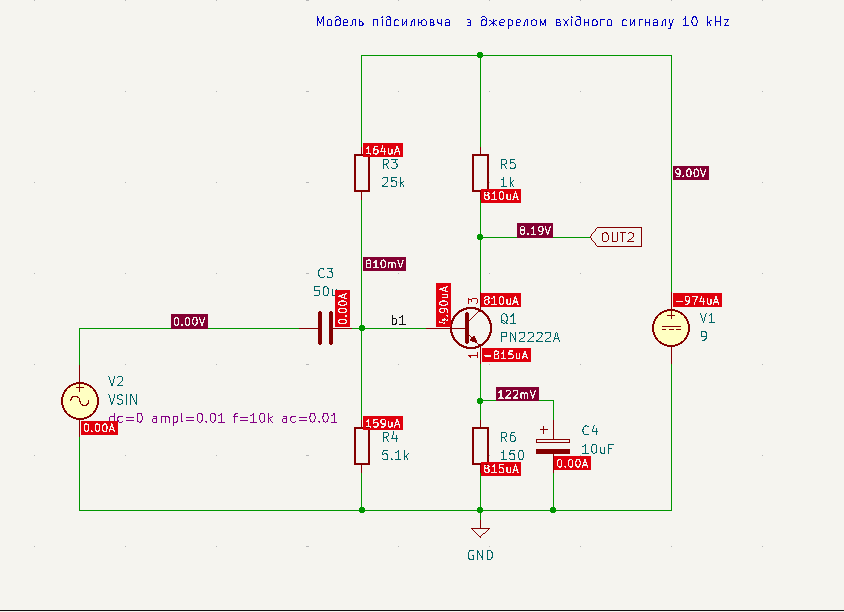 Модель підсилювча з джерелом вхідного сигналу 10 kHz
164uA
R3
25k
R5
1k
810uA
9.00V
8.19V
OUT2
810mV
C3
50u
0.00A
0.00V
b1
4.90uA
3
810uA
Q1
PN2222A
1
-815uA
-974uA
V1
9
V2
VSIN
dc=0 ampl=0.01 f=10k ac=0.01
0.00A
122mV
159uA
R4
5.1k
R6
150
815uA
C4
10uF
0.00A
GND